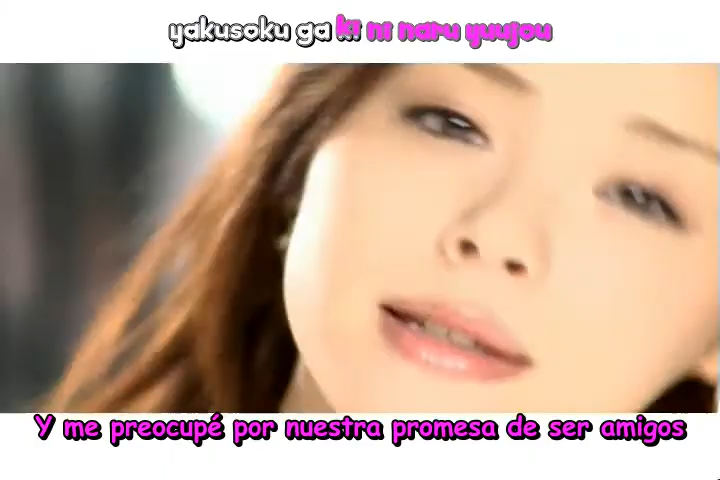 yakusoku ga ki ni naru yuujou
Y me preocupé por nuestra promesa de ser amigos